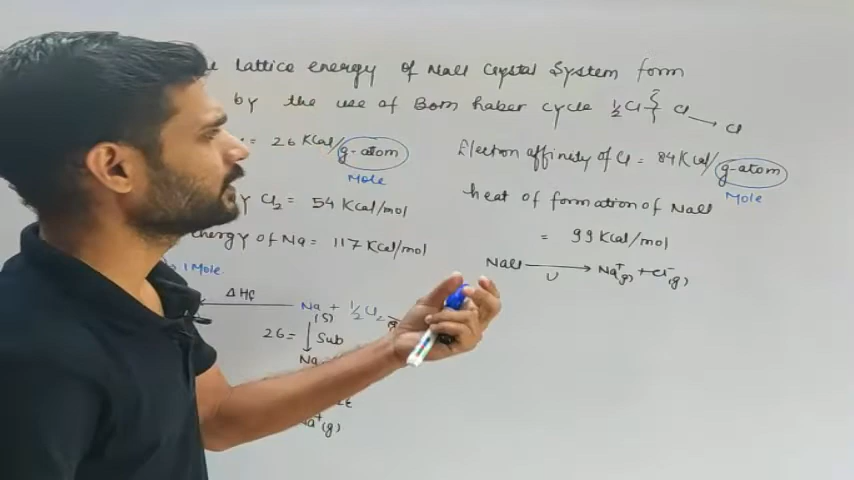 Lattice energy of NaCl Crystal System form
by the use of Born haber cycle ½Cl Cl → Cl
= 26 KCal/g-atom
Mole
Electron affinity of Cl = 84 KCal/g-atom
Mole
Cl₂ = 54 KCal/mol
heat of formation of NaCl
energy of Na = 117 KCal/mol
= 99 KCal/mol
1 Mole
NaCl → Na⁺(g) + Cl⁻(g)
U
ΔHf
Na + ½Cl₂
(S)
26 = ↓ Sub
Na
(g)